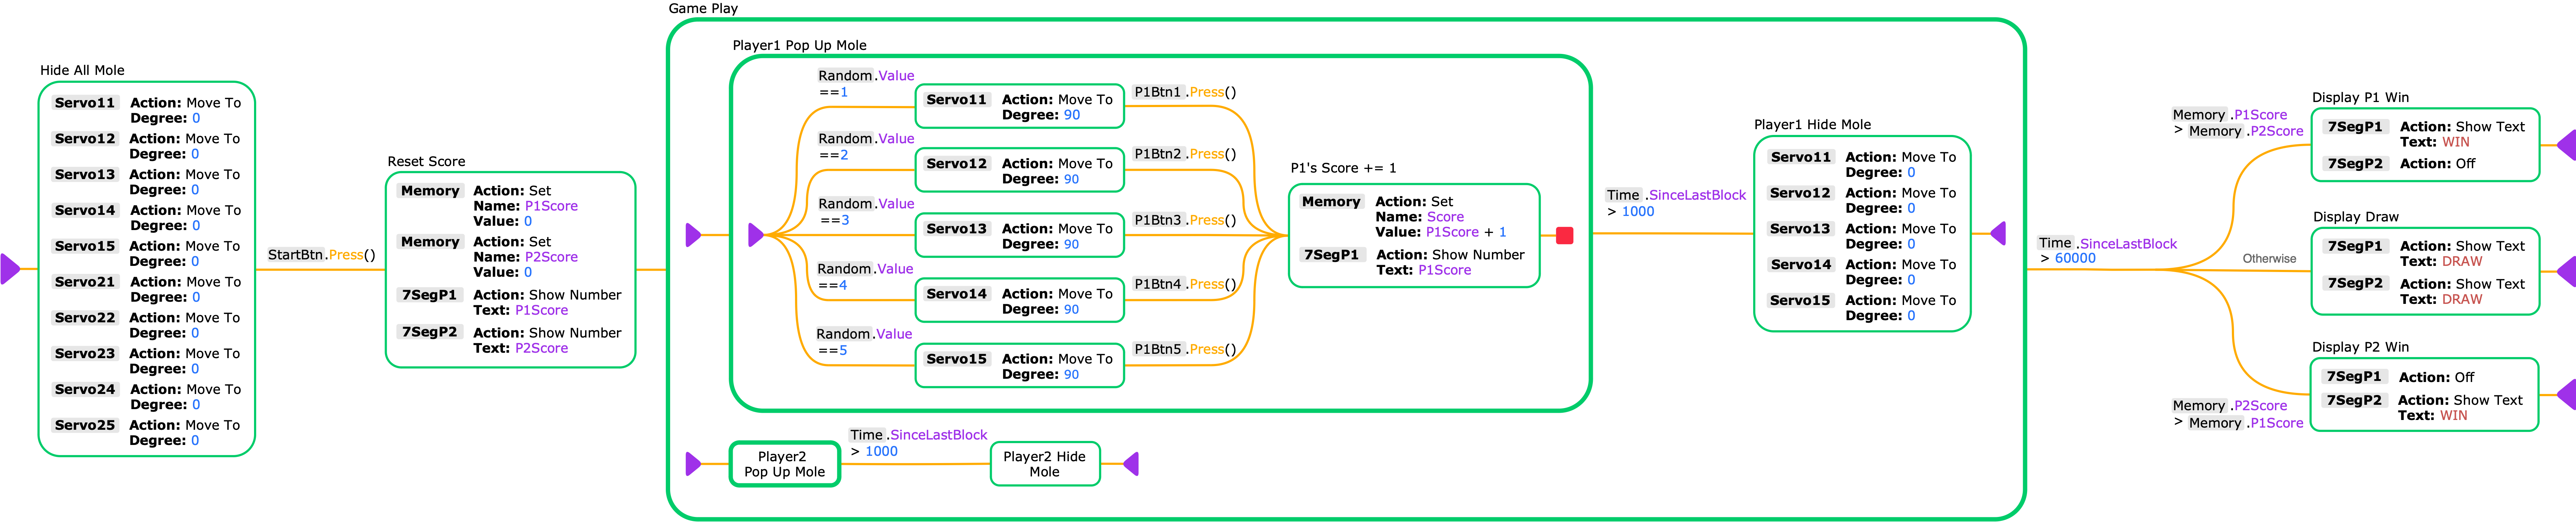 Hide All Mole
Servo11 Action: Move To
Degree: 0
Servo12 Action: Move To
Degree: 0
Servo13 Action: Move To
Degree: 0
Servo14 Action: Move To
Degree: 0
Servo15 Action: Move To
Degree: 0
Servo21 Action: Move To
Degree: 0
Servo22 Action: Move To
Degree: 0
Servo23 Action: Move To
Degree: 0
Servo24 Action: Move To
Degree: 0
Servo25 Action: Move To
Degree: 0
StartBtn.Press()
Reset Score
Memory Action: Set
Name: P1Score
Value: 0
Memory Action: Set
Name: P2Score
Value: 0
7SegP1 Action: Show Number
Text: P1Score
7SegP2 Action: Show Number
Text: P2Score
Game Play
Player1 Pop Up Mole
Random.Value
==1
Servo11 Action: Move To
Degree: 90
P1Btn1.Press()
Random.Value
==2
Servo12 Action: Move To
Degree: 90
P1Btn2.Press()
Random.Value
==3
Servo13 Action: Move To
Degree: 90
P1Btn3.Press()
Random.Value
==4
Servo14 Action: Move To
Degree: 90
P1Btn4.Press()
Random.Value
==5
Servo15 Action: Move To
Degree: 90
P1Btn5.Press()
P1's Score += 1
Memory Action: Set
Name: Score
Value: P1Score + 1
7SegP1 Action: Show Number
Text: P1Score
Time.SinceLastBlock
> 1000
Player1 Hide Mole
Servo11 Action: Move To
Degree: 0
Servo12 Action: Move To
Degree: 0
Servo13 Action: Move To
Degree: 0
Servo14 Action: Move To
Degree: 0
Servo15 Action: Move To
Degree: 0
Player2
Pop Up Mole
Time.SinceLastBlock
> 1000
Player2 Hide
Mole
Time.SinceLastBlock
> 60000
Memory.P1Score
> Memory.P2Score
Display P1 Win
7SegP1 Action: Show Text
Text: WIN
7SegP2 Action: Off
Otherwise
Display Draw
7SegP1 Action: Show Text
Text: DRAW
7SegP2 Action: Show Text
Text: DRAW
Memory.P2Score
> Memory.P1Score
Display P2 Win
7SegP1 Action: Off
7SegP2 Action: Show Text
Text: WIN